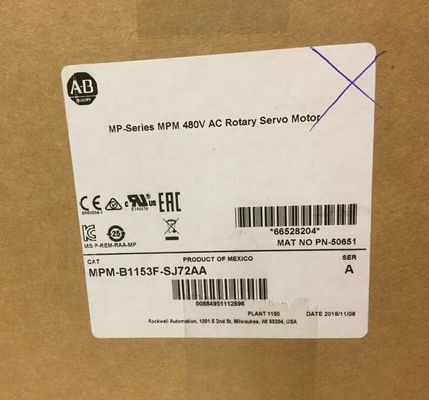 AB
MP-Series MPM 480V AC Rotary Servo Motor
CE
EAC
*66528204*
MAT NO PN-50651
CAT
PRODUCT OF MEXICO
SER
MPM-B1153F-SJ72AA
A
00884951112896
PLANT 1150
DATE 2018/11/08
Rockwell Automation, 1201 S 2nd St, Milwaukee, WI 53204, USA